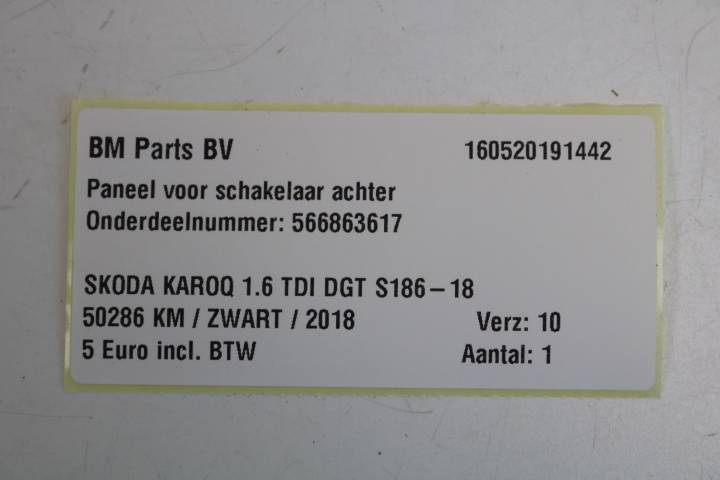 BM Parts BV 160520191442
Paneel voor schakelaar achter
Onderdeelnummer: 566863617
SKODA KAROQ 1.6 TDI DGT S186-18
50286 KM / ZWART / 2018 Verz: 10
5 Euro incl. BTW Aantal: 1